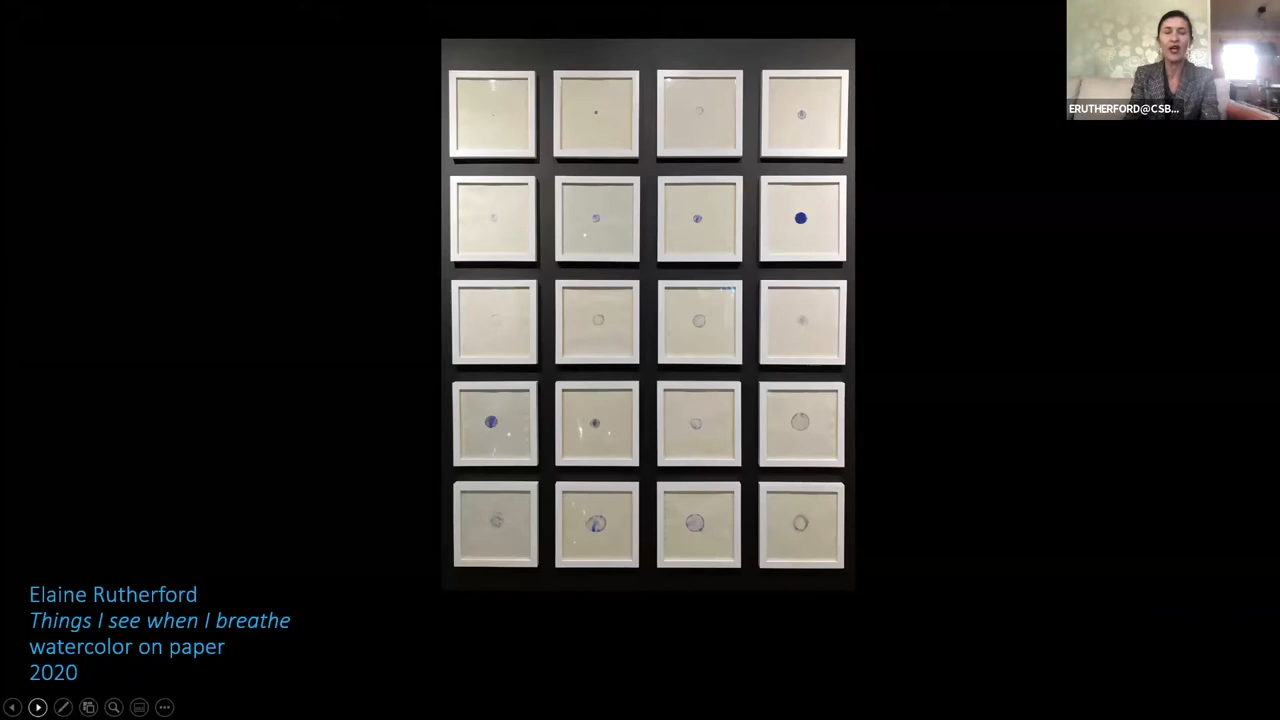 ERUTHERFORD@CSB...
Elaine Rutherford
Things I see when I breathe
watercolor on paper
2020